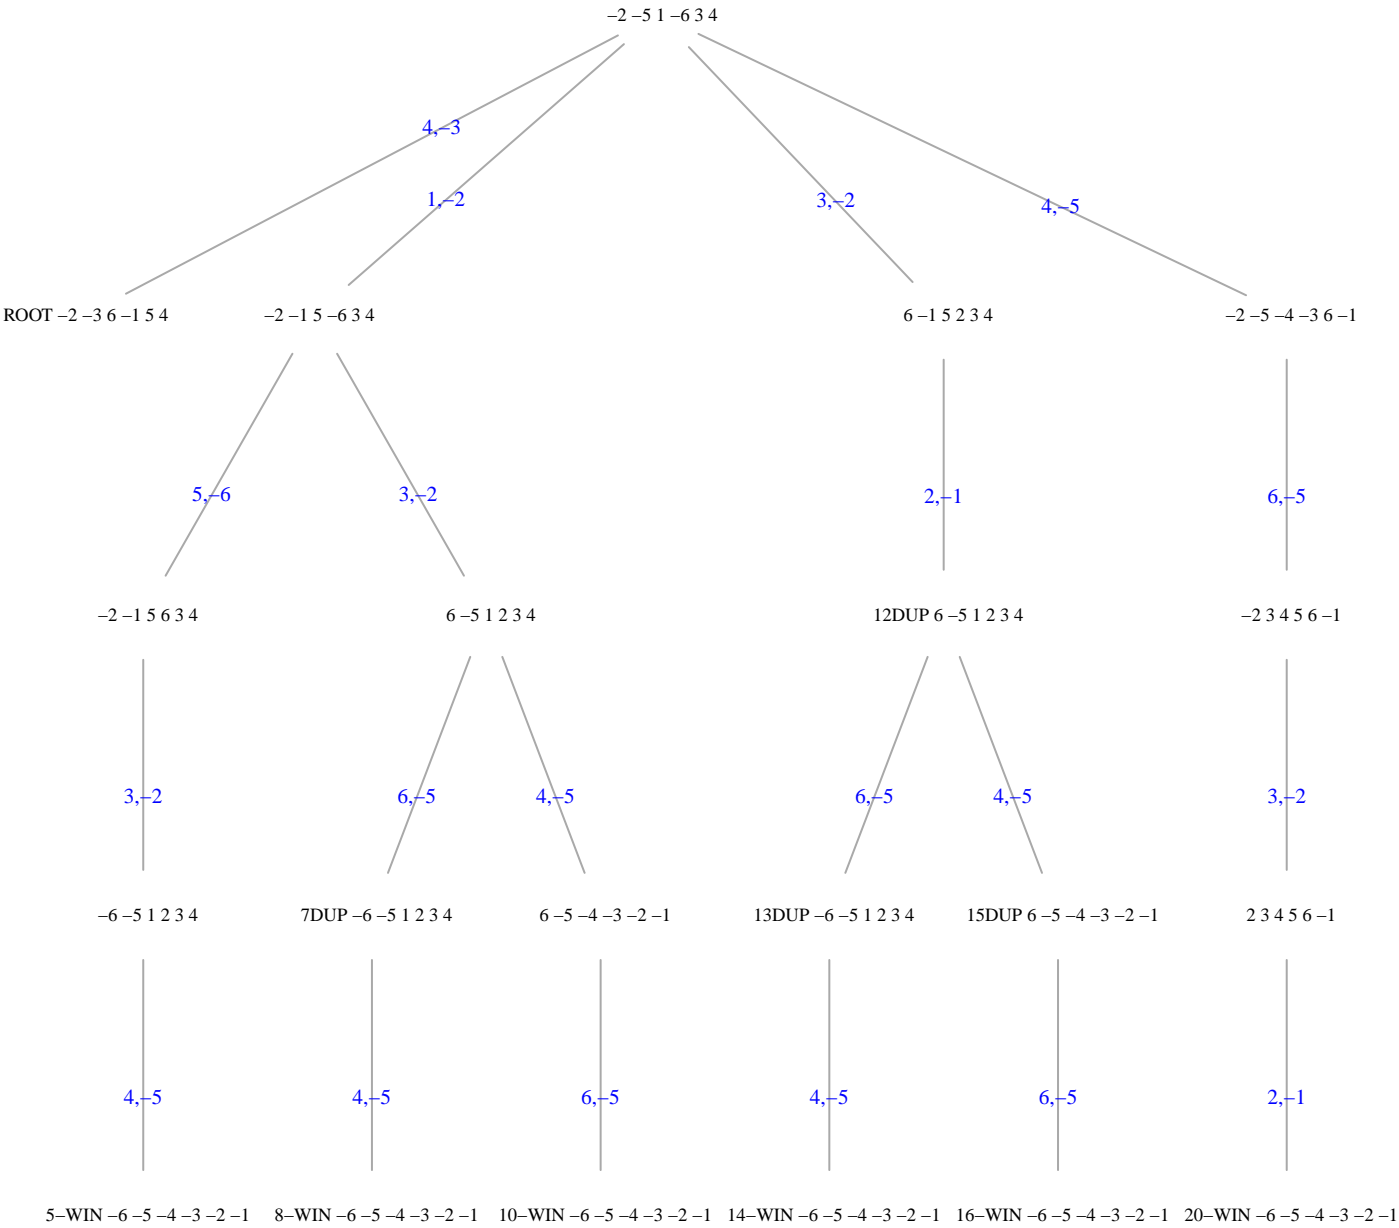 –2 –5 1 –6 3 4
4,–3
1,–2
3,–2
4,–5
ROOT –2 –3 6 –1 5 4
–2 –1 5 –6 3 4
6 –1 5 2 3 4
–2 –5 –4 –3 6 –1
5,–6
3,–2
2,–1
6,–5
–2 –1 5 6 3 4
6 –5 1 2 3 4
12DUP 6 –5 1 2 3 4
–2 3 4 5 6 –1
3,–2
6,–5
4,–5
6,–5
4,–5
3,–2
–6 –5 1 2 3 4
7DUP –6 –5 1 2 3 4
6 –5 –4 –3 –2 –1
13DUP –6 –5 1 2 3 4
15DUP 6 –5 –4 –3 –2 –1
2 3 4 5 6 –1
4,–5
4,–5
6,–5
4,–5
6,–5
2,–1
5–WIN –6 –5 –4 –3 –2 –1
8–WIN –6 –5 –4 –3 –2 –1
10–WIN –6 –5 –4 –3 –2 –1
14–WIN –6 –5 –4 –3 –2 –1
16–WIN –6 –5 –4 –3 –2 –1
20–WIN –6 –5 –4 –3 –2 –1